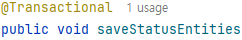 @Transactional 1 usage
public void saveStatusEntities